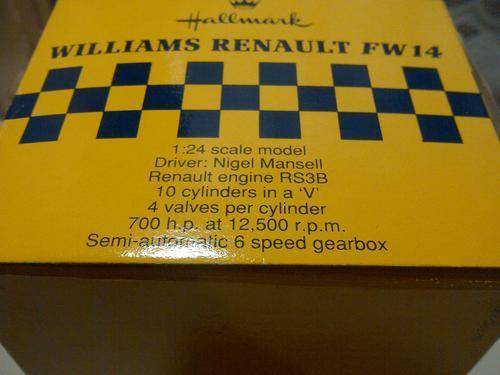 Hallmark
WILLIAMS RENAULT FW14
1:24 scale model
Driver: Nigel Mansell
Renault engine RS3B
10 cylinders in a 'V'
4 valves per cylinder
700 h.p. at 12,500 r.p.m.
Semi-automatic 6 speed gearbox